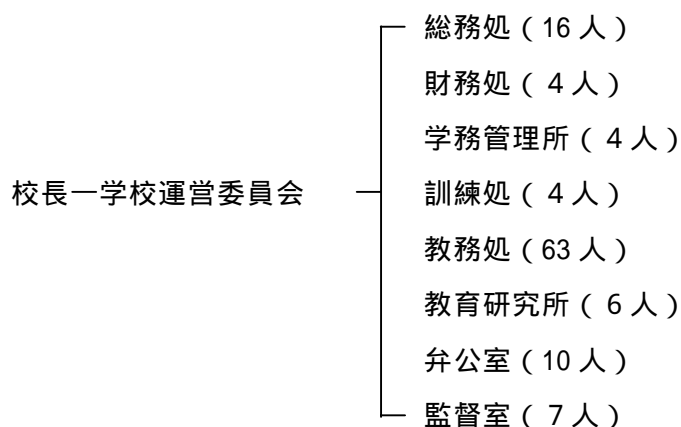 総務処(16人)
財務処(4人)
学務管理所(4人)
校長―学校運営委員会
訓練処(4人)
教務処(63人)
教育研究所(6人)
弁公室(10人)
監督室(7人)